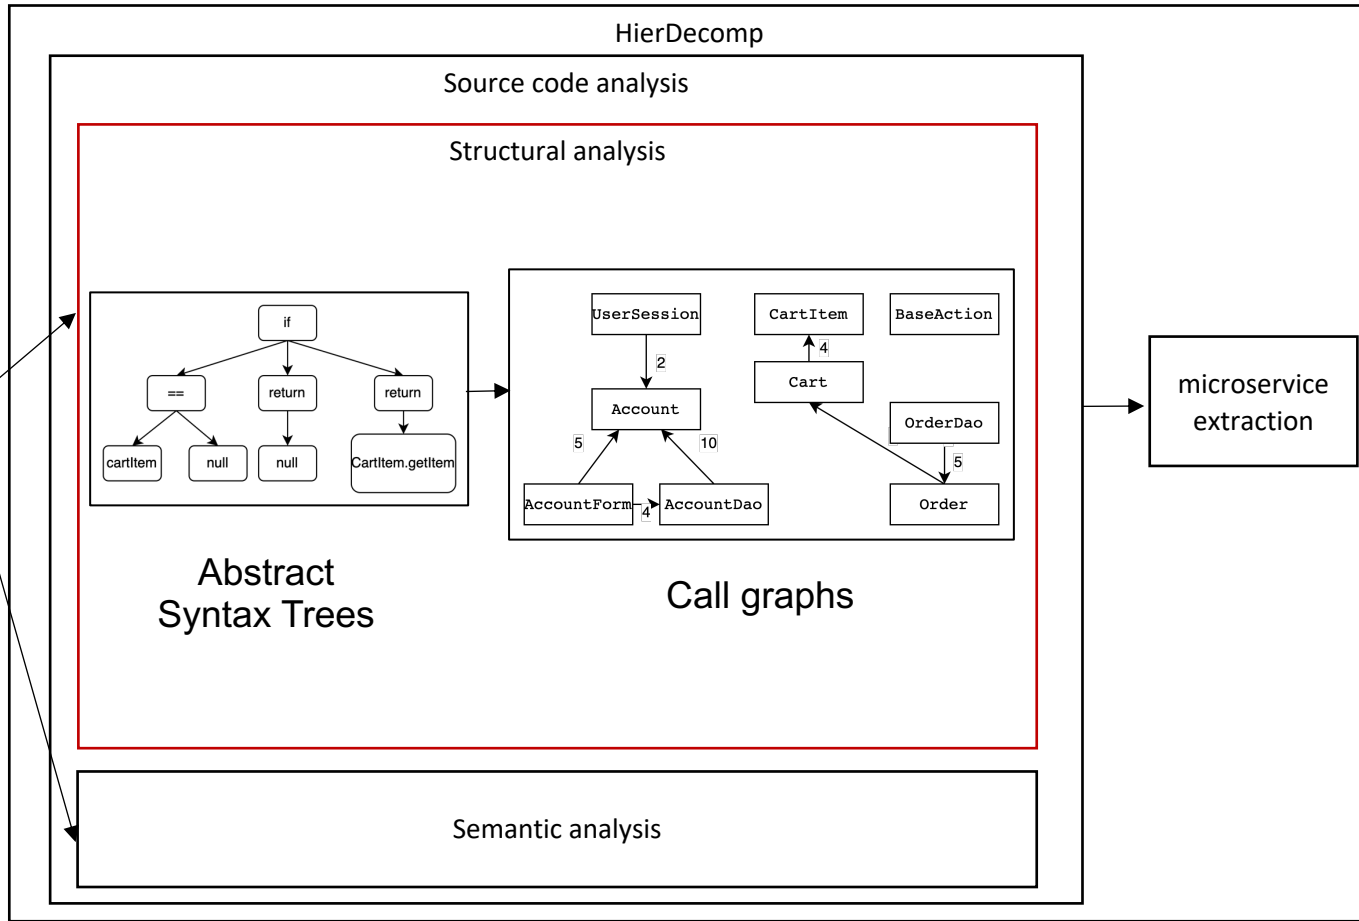 HierDecomp
Source code analysis
Structural analysis
if
==
return
return
cartItem
null
null
CartItem.getItem
Abstract
Syntax Trees
UserSession
CartItem
BaseAction
2
4
Cart
Account
OrderDao
5
10
5
AccountForm
4
AccountDao
Order
Call graphs
microservice
extraction
Semantic analysis